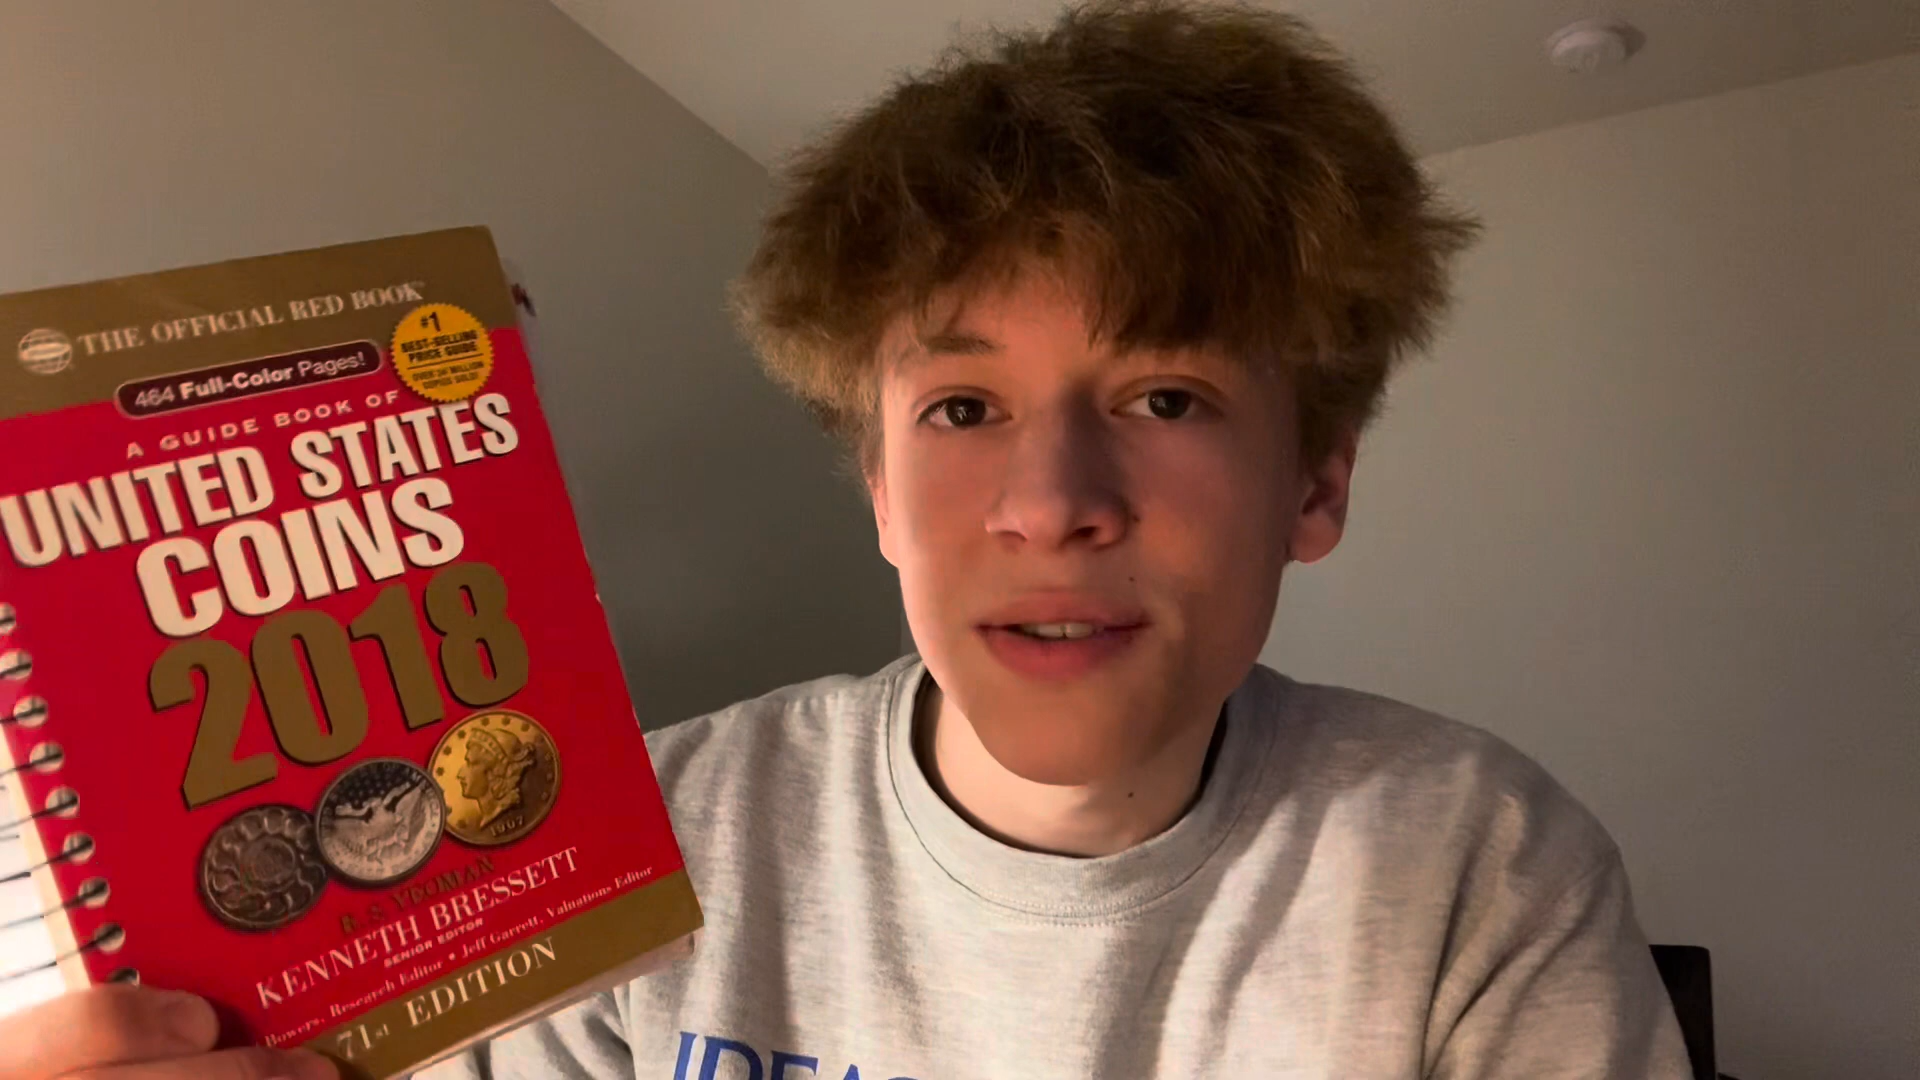 THE OFFICIAL RED BOOK
#1
BEST-SELLING
PRICE GUIDE
464 Full-Color Pages!
A GUIDE BOOK OF
UNITED STATES
COINS
2018
1907
R.S. YEOMAN
KENNETH BRESSETT
SENIOR EDITOR
Bowers, Research Editor • Jeff Garrett, Valuations Editor
71st EDITION